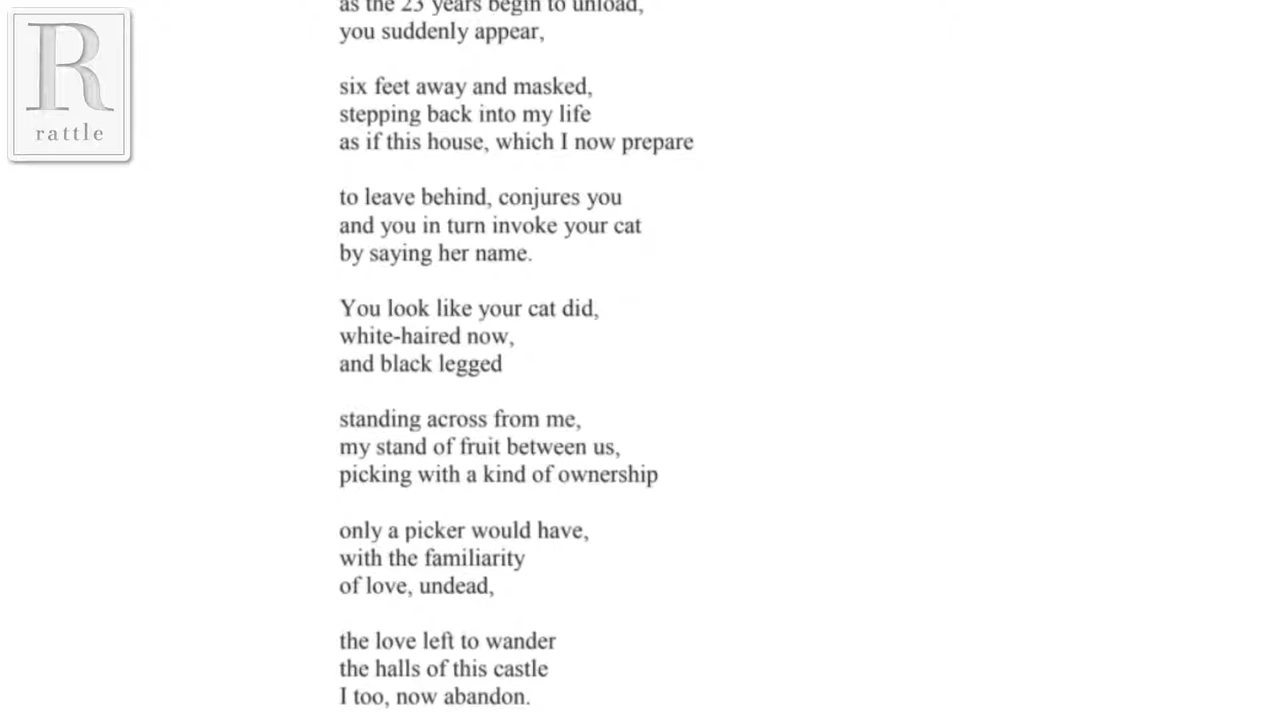 R
rattle
as the 23 years begin to unload,
you suddenly appear,
six feet away and masked,
stepping back into my life
as if this house, which I now prepare
to leave behind, conjures you
and you in turn invoke your cat
by saying her name.
You look like your cat did,
white-haired now,
and black legged
standing across from me,
my stand of fruit between us,
picking with a kind of ownership
only a picker would have,
with the familiarity
of love, undead,
the love left to wander
the halls of this castle
I too, now abandon.